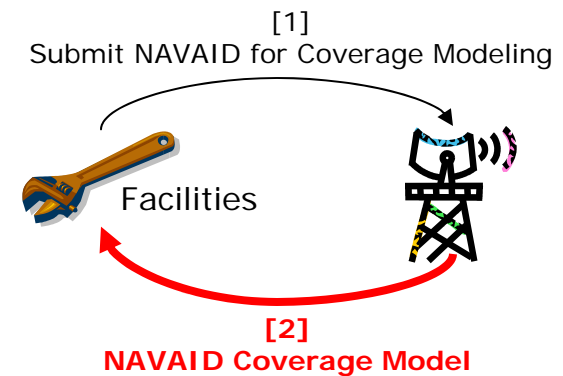 [1]
Submit NAVAID for Coverage Modeling
Facilities
[2]
NAVAID Coverage Model